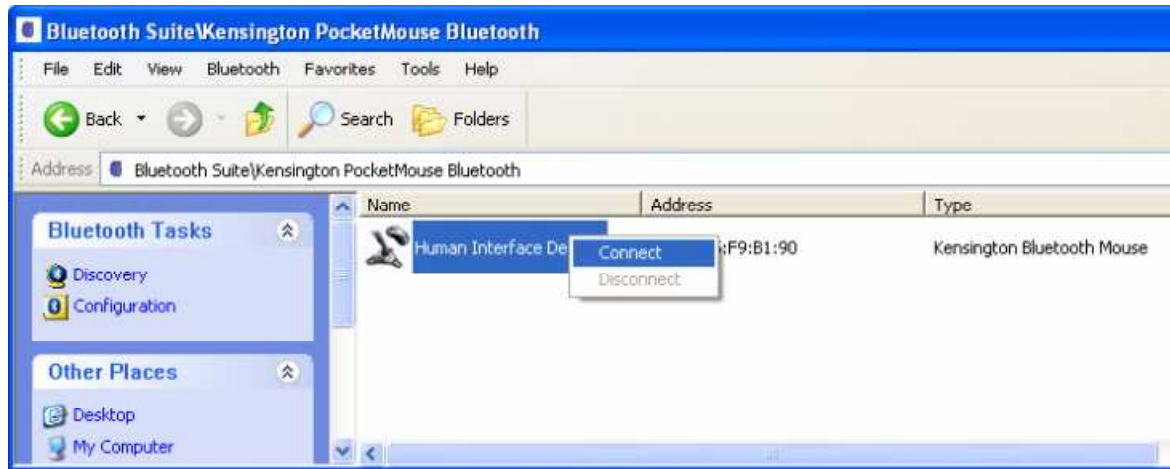 Bluetooth Suite\Kensington PocketMouse Bluetooth
File Edit View Bluetooth Favorites Tools Help
Back Search Folders
Address Bluetooth Suite\Kensington PocketMouse Bluetooth
Name Address Type
Bluetooth Tasks
Human Interface De :F9:B1:90 Kensington Bluetooth Mouse
Connect
Disconnect
Discovery
Configuration
Other Places
Desktop
My Computer